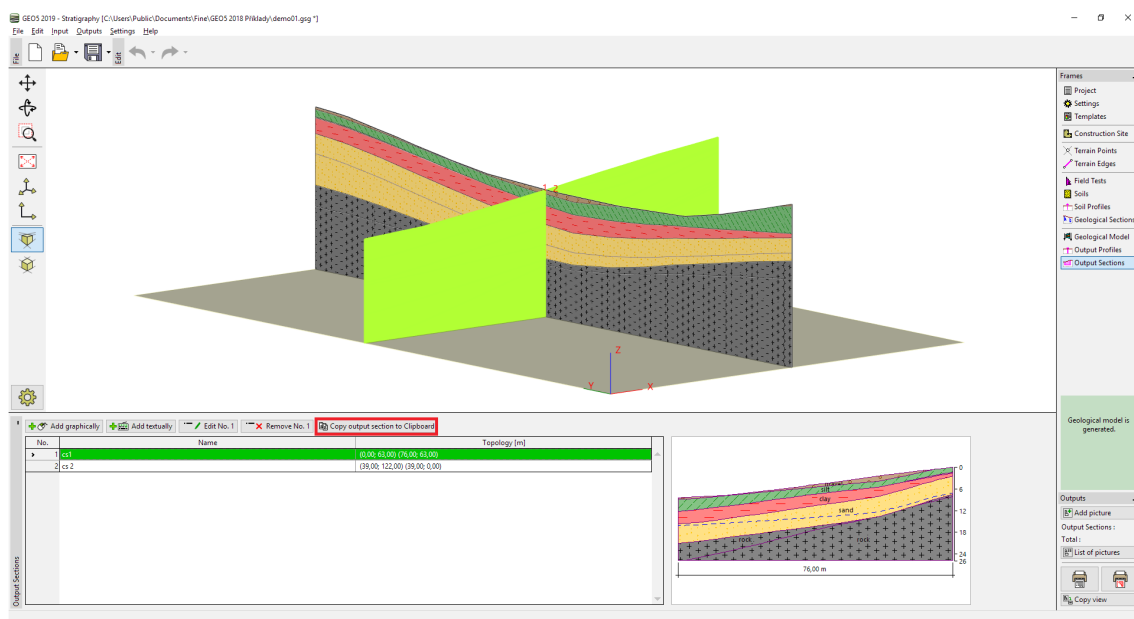 GEO5 2019 - Stratigraphy [C:\Users\Public\Documents\Fine\GEO5 2018 Příklady\demo01.gsg *]
File Edit Input Outputs Settings Help
File
Edit
Frames
Project
Settings
Templates
Construction Site
Terrain Points
Terrain Edges
Field Tests
Soils
Soil Profiles
Geological Sections
Geological Model
Output Profiles
Output Sections
1 2
Z
Y X
Geological model is
generated.
Add graphically Add textually Edit No. 1 Remove No. 1 Copy output section to Clipboard
No. Name Topology [m]
1 cs1 (0,00; 63,00) (76,00; 63,00)
2 cs 2 (39,00; 122,00) (39,00; 0,00)
Output Sections
silt
clay
sand
rock rock
0
6
12
18
24
26
76,00 m
Outputs
Add picture
Output Sections :
Total :
List of pictures
Copy view